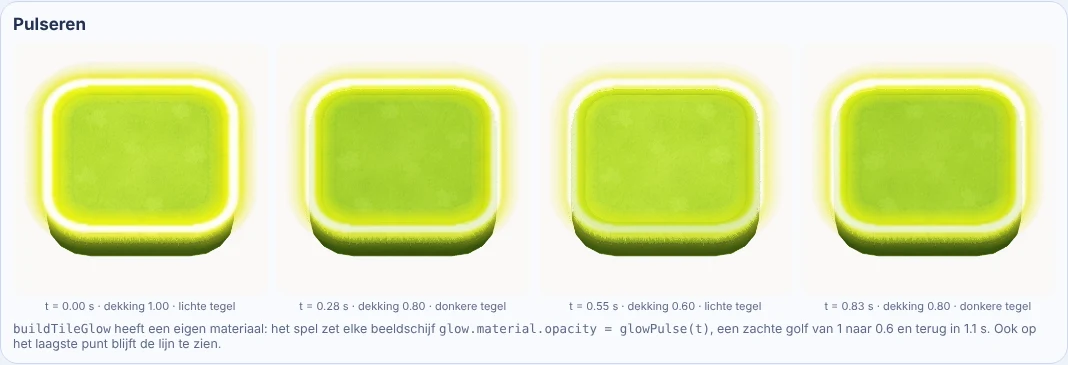 Pulseren
t = 0.00 s · dekking 1.00 · lichte tegel
t = 0.28 s · dekking 0.80 · donkere tegel
t = 0.55 s · dekking 0.60 · lichte tegel
t = 0.83 s · dekking 0.80 · donkere tegel
buildTileGlow heeft een eigen materiaal: het spel zet elke beeldschijf glow.material.opacity = glowPulse(t), een zachte golf van 1 naar 0.6 en terug in 1.1 s. Ook op
het laagste punt blijft de lijn te zien.